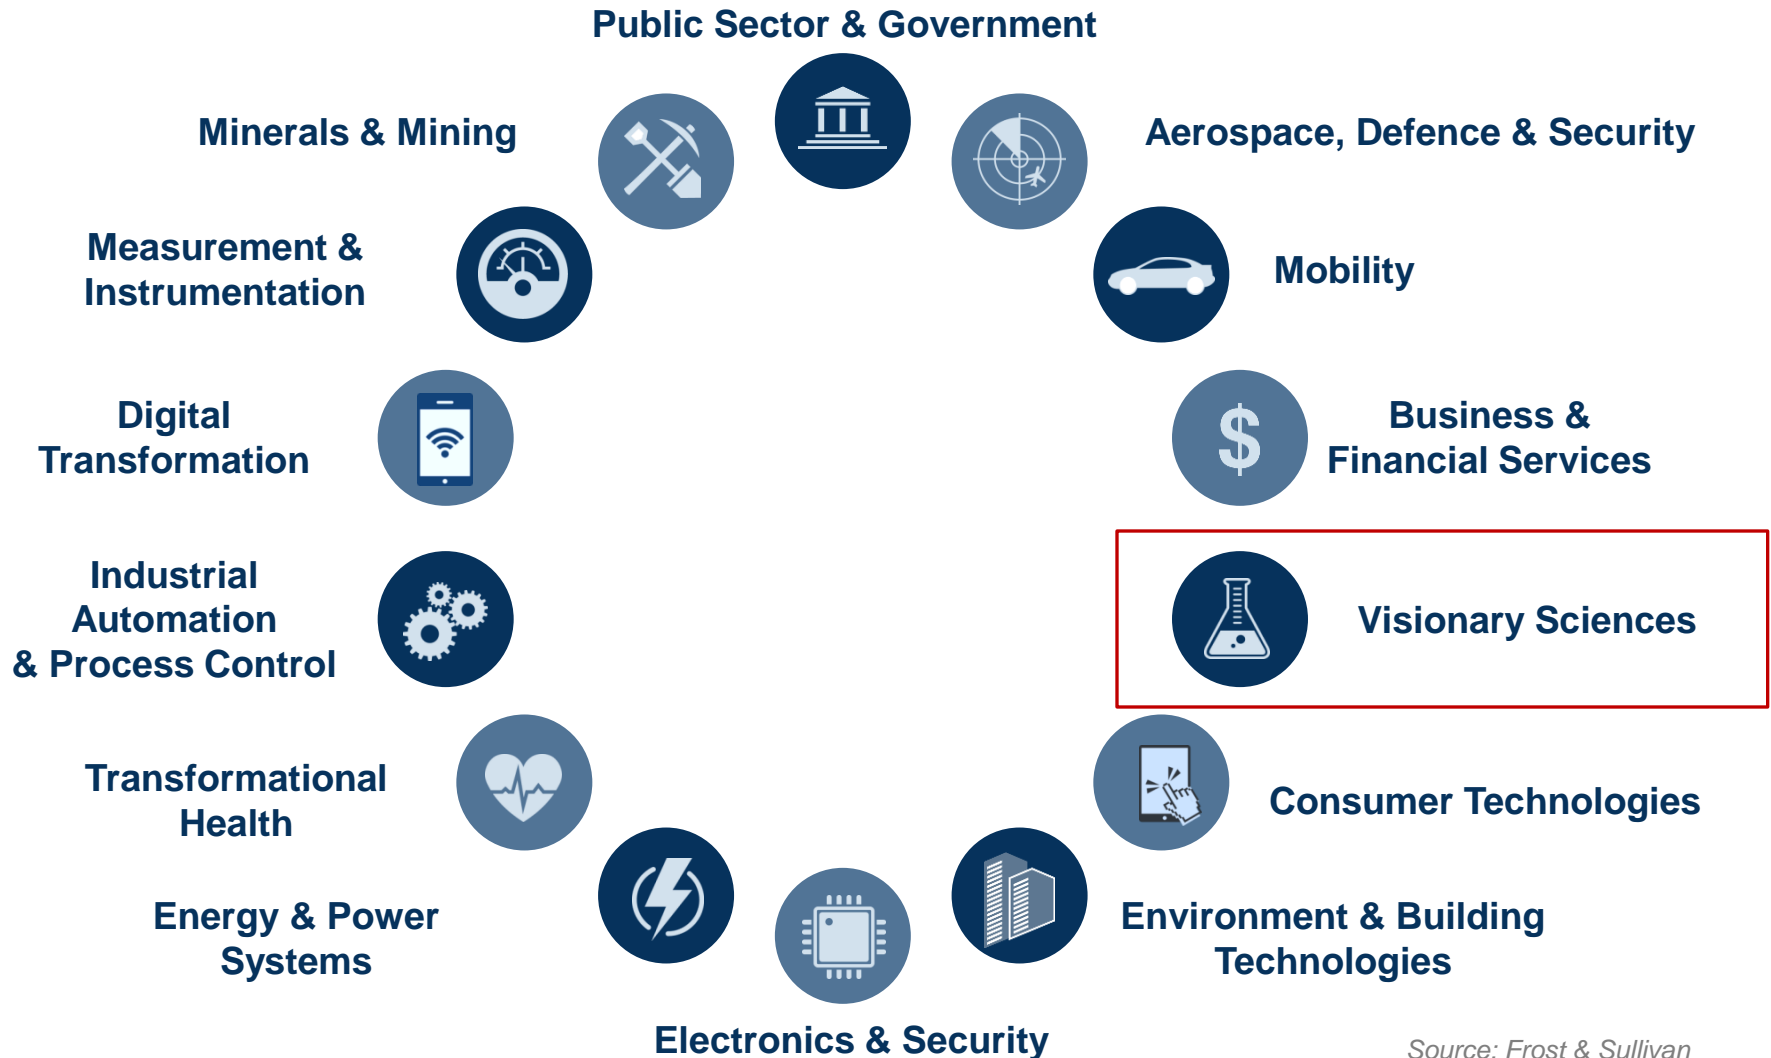 Public Sector & Government
Minerals & Mining
Aerospace, Defence & Security
Measurement &
Instrumentation
Mobility
Digital
Transformation
$
Business &
Financial Services
Industrial
Automation
& Process Control
Visionary Sciences
Transformational
Health
Consumer Technologies
Energy & Power
Systems
Environment & Building
Technologies
Electronics & Security
Source: Frost & Sullivan